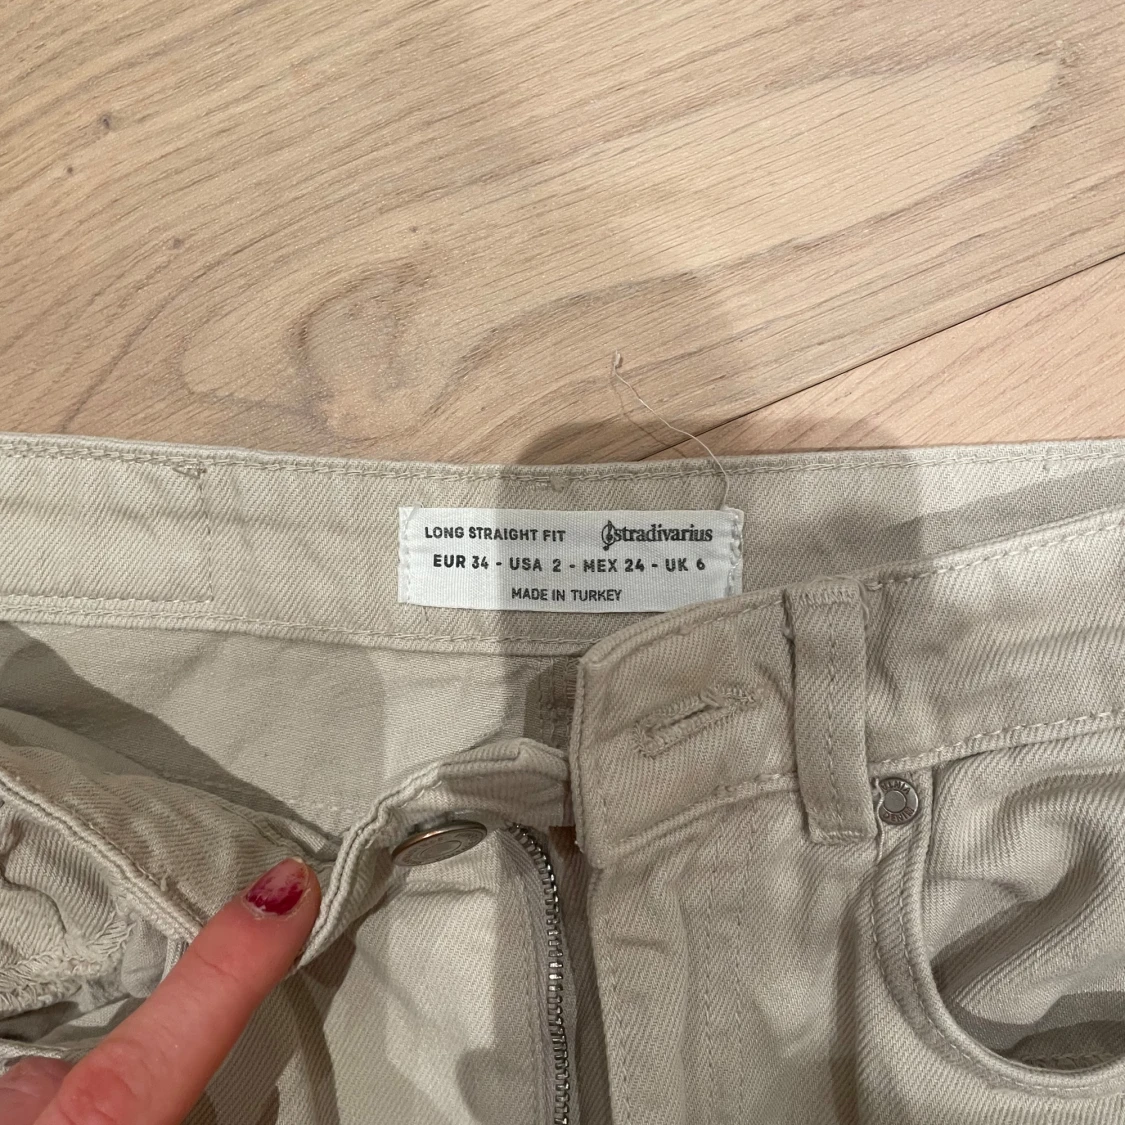 LONG STRAIGHT FIT stradivarius
EUR 34 - USA 2 - MEX 24 - UK 6
MADE IN TURKEY